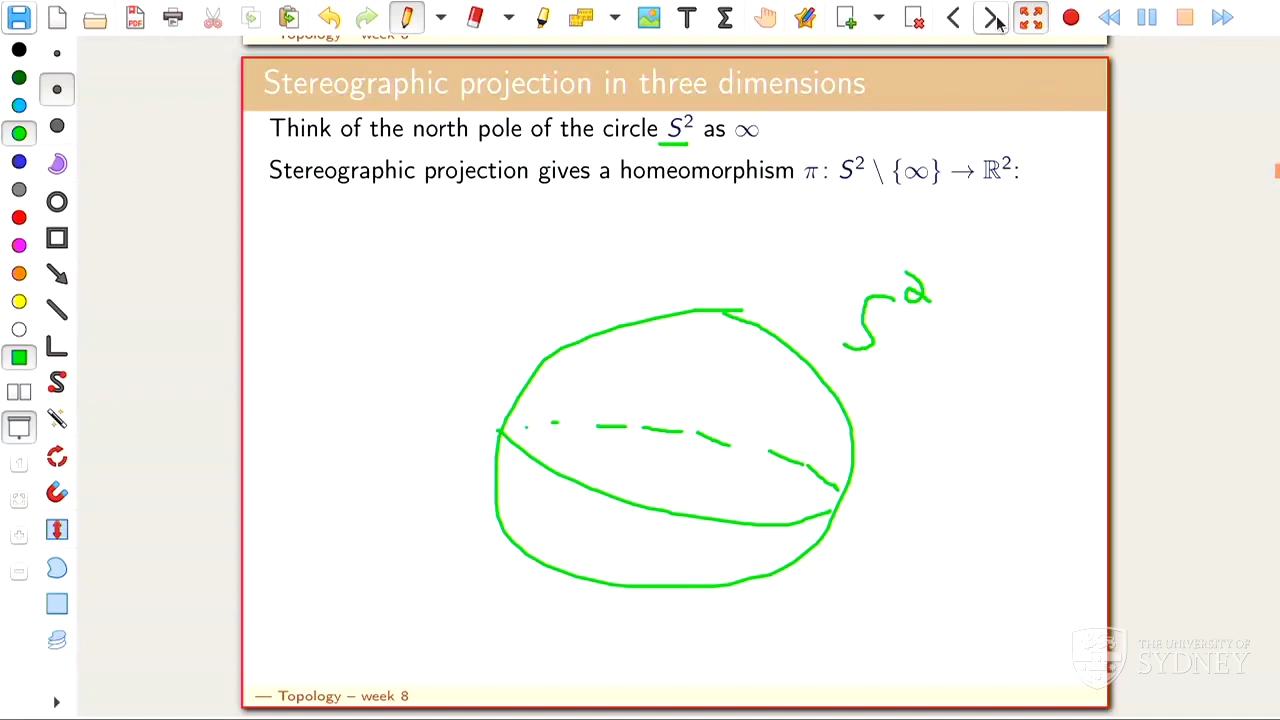 Topology – week 8
Stereographic projection in three dimensions
Think of the north pole of the circle S² as ∞
Stereographic projection gives a homeomorphism π: S² \ {∞} → ℝ²:
S²
— Topology – week 8
THE UNIVERSITY OF
SYDNEY